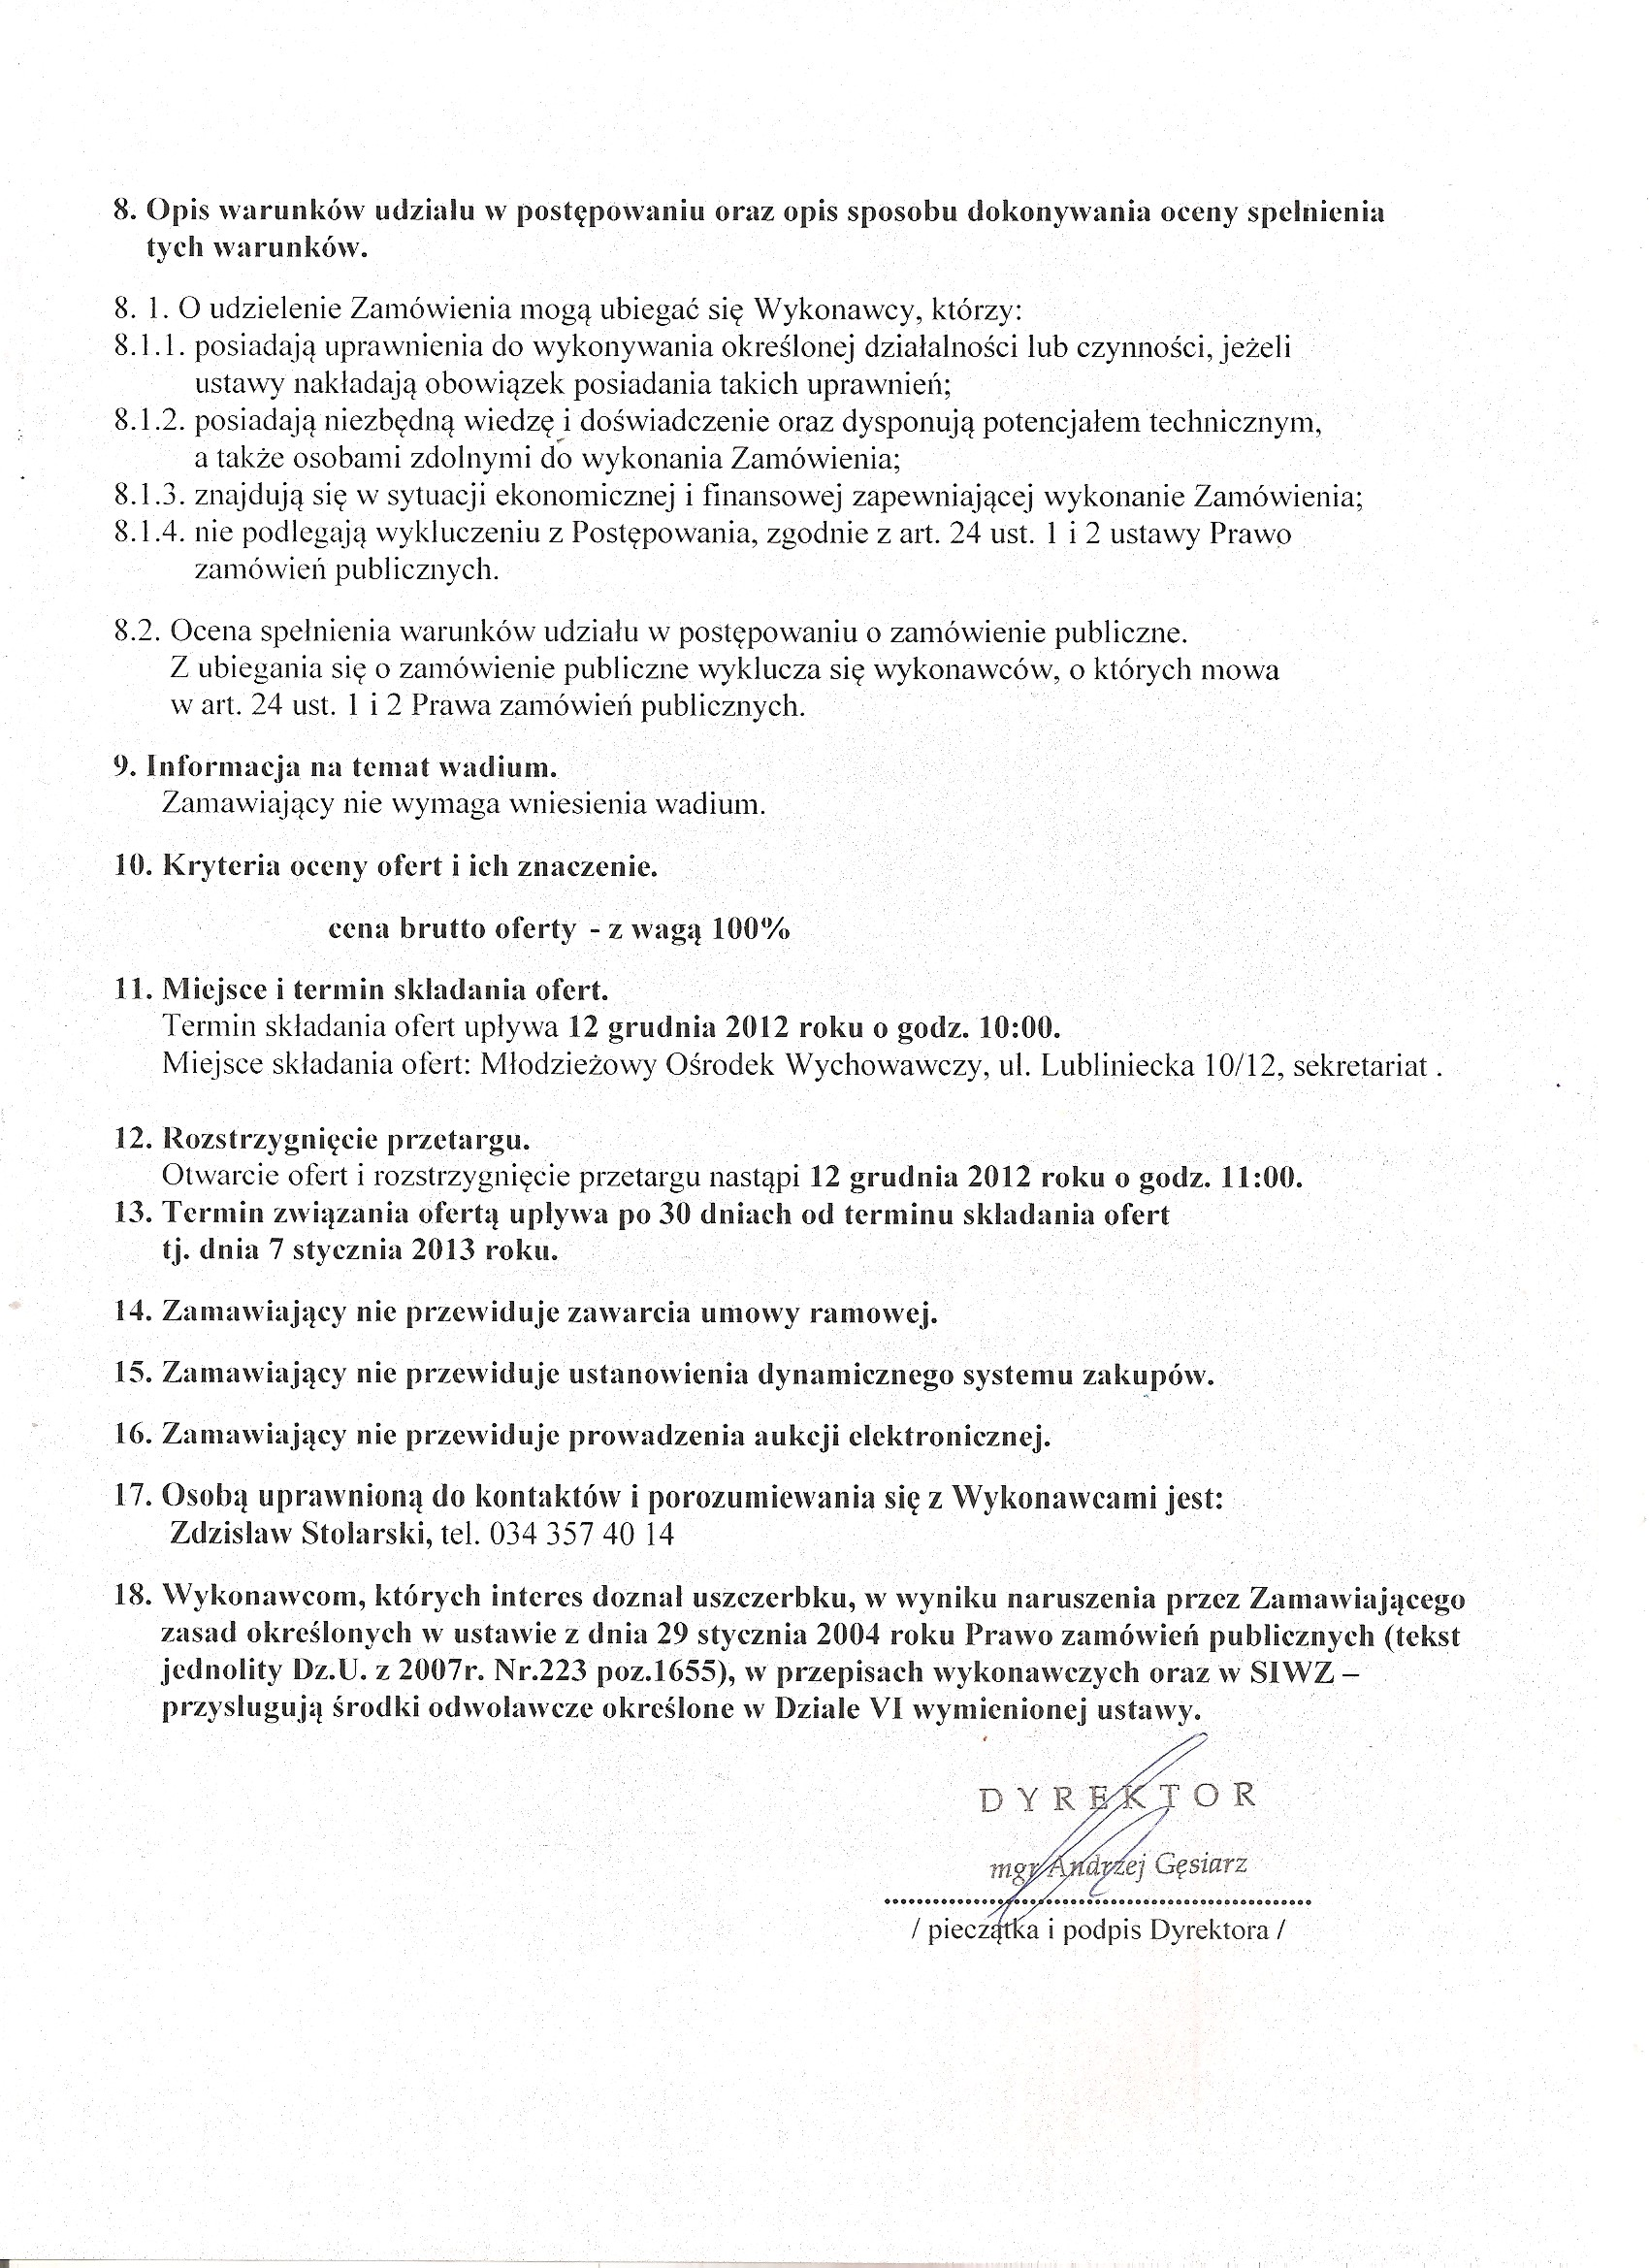 8. Opis warunków udziału w postępowaniu oraz opis sposobu dokonywania oceny spełnienia
tych warunków.
8. 1. O udzielenie Zamówienia mogą ubiegać się Wykonawcy, którzy:
8.1.1. posiadają uprawnienia do wykonywania określonej działalności lub czynności, jeżeli
ustawy nakładają obowiązek posiadania takich uprawnień;
8.1.2. posiadają niezbędną wiedzę i doświadczenie oraz dysponują potencjałem technicznym,
a także osobami zdolnymi do wykonania Zamówienia;
8.1.3. znajdują się w sytuacji ekonomicznej i finansowej zapewniającej wykonanie Zamówienia;
8.1.4. nie podlegają wykluczeniu z Postępowania, zgodnie z art. 24 ust. 1 i 2 ustawy Prawo
zamówień publicznych.
8.2. Ocena spełnienia warunków udziału w postępowaniu o zamówienie publiczne.
Z ubiegania się o zamówienie publiczne wyklucza się wykonawców, o których mowa
w art. 24 ust. 1 i 2 Prawa zamówień publicznych.
9. Informacja na temat wadium.
Zamawiający nie wymaga wniesienia wadium.
10. Kryteria oceny ofert i ich znaczenie.
cena brutto oferty - z wagą 100%
11. Miejsce i termin składania ofert.
Termin składania ofert upływa 12 grudnia 2012 roku o godz. 10:00.
Miejsce składania ofert: Młodzieżowy Ośrodek Wychowawczy, ul. Lubliniecka 10/12, sekretariat .
12. Rozstrzygnięcie przetargu.
Otwarcie ofert i rozstrzygnięcie przetargu nastąpi 12 grudnia 2012 roku o godz. 11:00.
13. Termin związania ofertą upływa po 30 dniach od terminu składania ofert
tj. dnia 7 stycznia 2013 roku.
14. Zamawiający nie przewiduje zawarcia umowy ramowej.
15. Zamawiający nie przewiduje ustanowienia dynamicznego systemu zakupów.
16. Zamawiający nie przewiduje prowadzenia aukcji elektronicznej.
17. Osobą uprawnioną do kontaktów i porozumiewania się z Wykonawcami jest:
Zdzisław Stolarski, tel. 034 357 40 14
18. Wykonawcom, których interes doznał uszczerbku, w wyniku naruszenia przez Zamawiającego
zasad określonych w ustawie z dnia 29 stycznia 2004 roku Prawo zamówień publicznych (tekst
jednolity Dz.U. z 2007r. Nr.223 poz.1655), w przepisach wykonawczych oraz w SIWZ –
przysługują środki odwoławcze określone w Dziale VI wymienionej ustawy.
DYREKTOR
mgr Andrzej Gęsiarz
/ pieczątka i podpis Dyrektora /